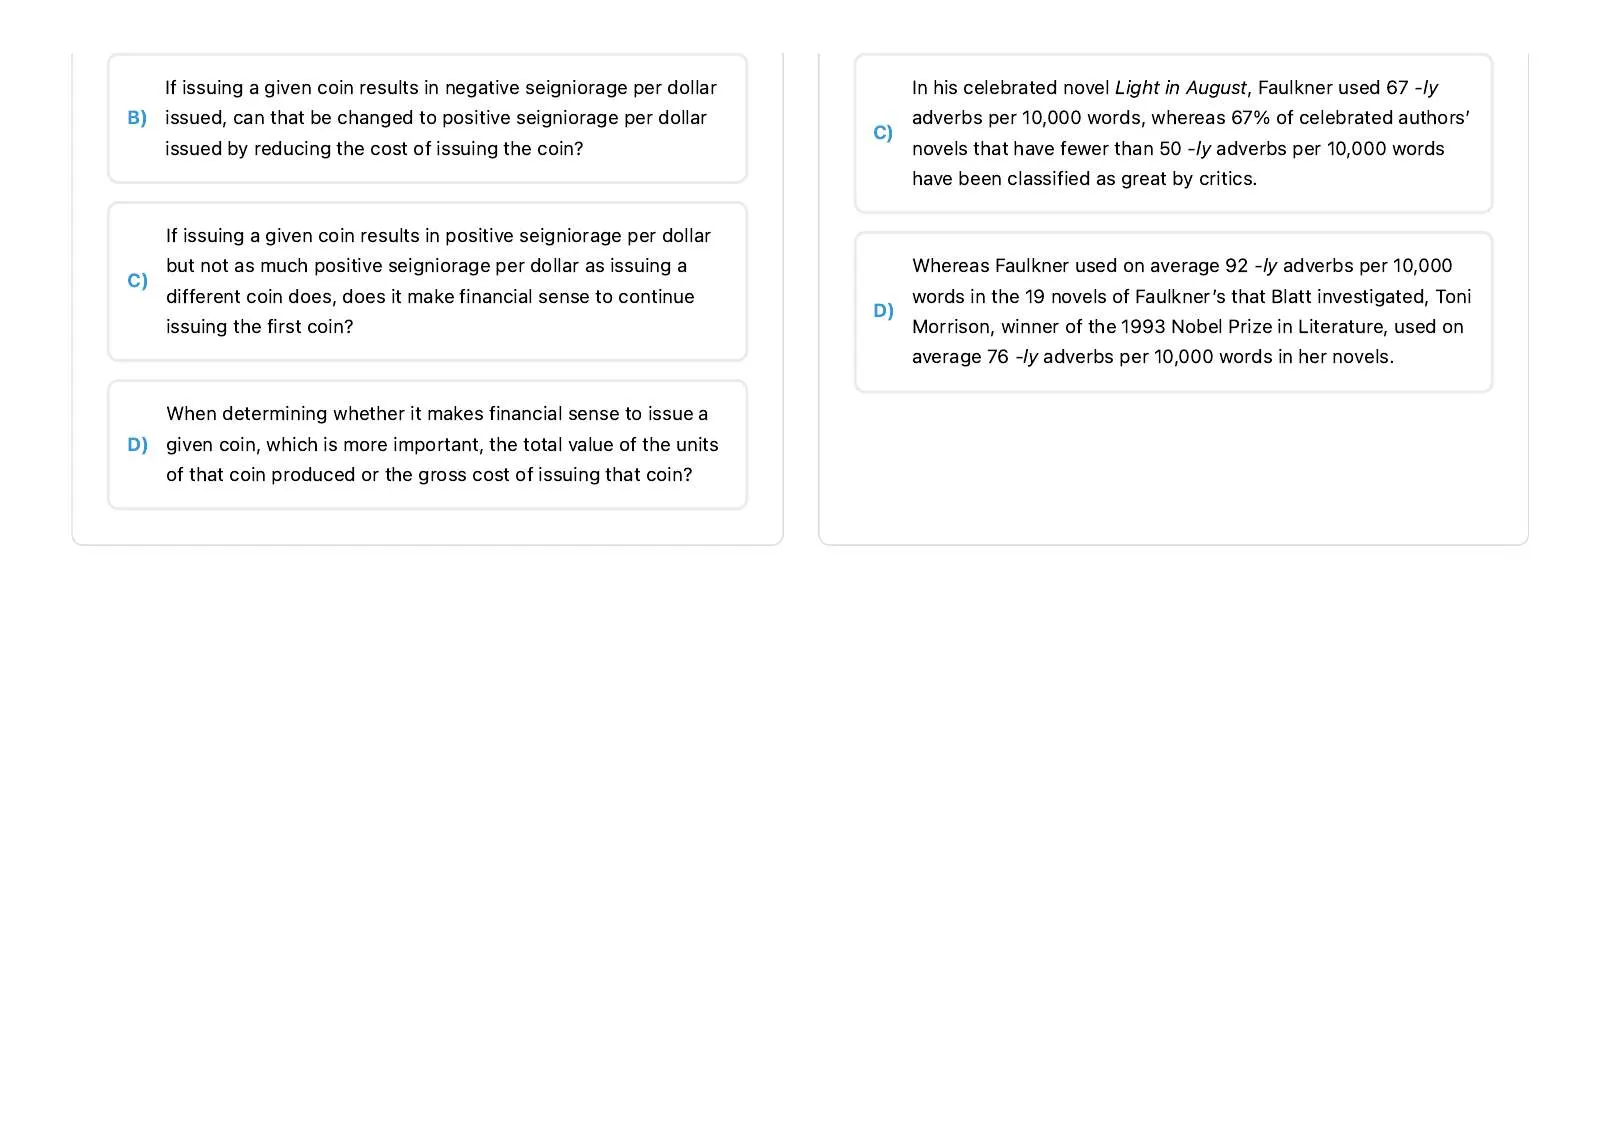 B)
If issuing a given coin results in negative seigniorage per dollar
issued, can that be changed to positive seigniorage per dollar
issued by reducing the cost of issuing the coin?
C)
If issuing a given coin results in positive seigniorage per dollar
but not as much positive seigniorage per dollar as issuing a
different coin does, does it make financial sense to continue
issuing the first coin?
D)
When determining whether it makes financial sense to issue a
given coin, which is more important, the total value of the units
of that coin produced or the gross cost of issuing that coin?
C)
In his celebrated novel Light in August, Faulkner used 67 -ly
adverbs per 10,000 words, whereas 67% of celebrated authors’
novels that have fewer than 50 -ly adverbs per 10,000 words
have been classified as great by critics.
D)
Whereas Faulkner used on average 92 -ly adverbs per 10,000
words in the 19 novels of Faulkner’s that Blatt investigated, Toni
Morrison, winner of the 1993 Nobel Prize in Literature, used on
average 76 -ly adverbs per 10,000 words in her novels.